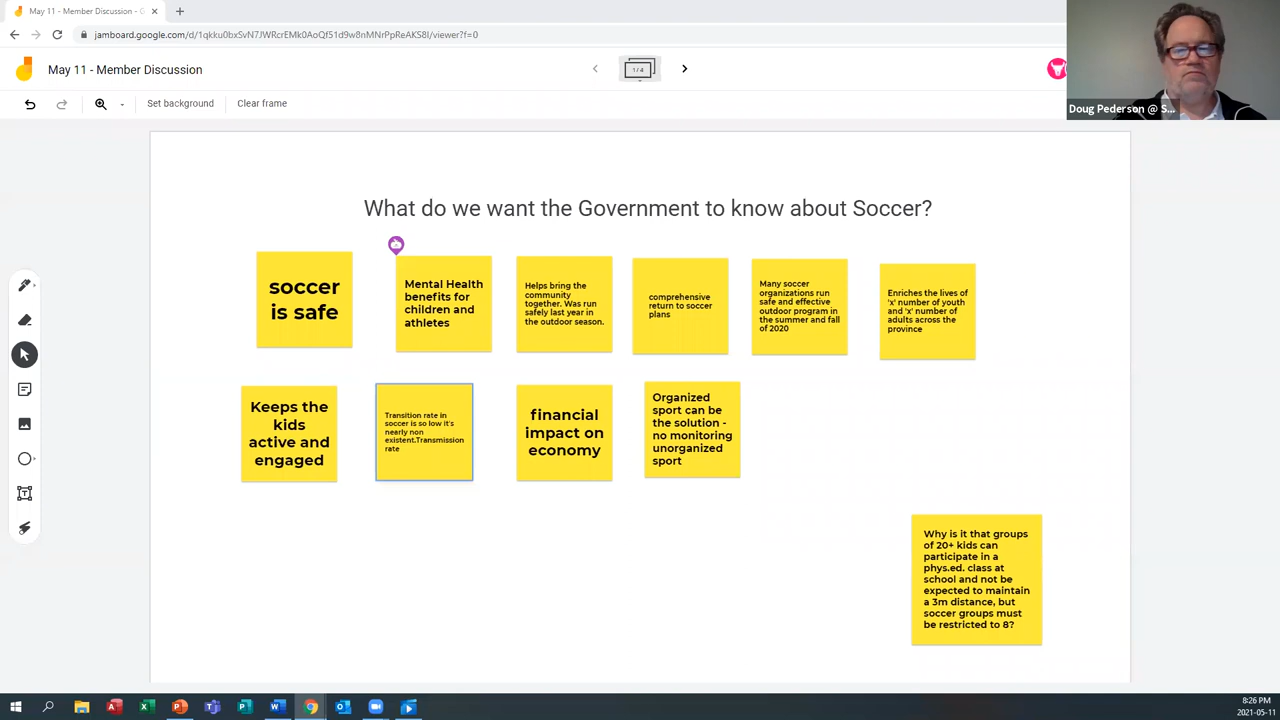 May 11 - Member Discussion - G
jamboard.google.com/d/1qkku0bxSvN7JWRcrEMk0AoQf51d9w8nMNrPpReAKS8I/viewer?f=0
May 11 - Member Discussion
1 / 4
Set background
Clear frame
Doug Pederson @ S...
What do we want the Government to know about Soccer?
soccer
is safe
Mental Health
benefits for
children and
athletes
Helps bring the
community
together. Was run
safely last year in
the outdoor season.
comprehensive
return to soccer
plans
Many soccer
organizations run
safe and effective
outdoor program in
the summer and fall
of 2020
Enriches the lives of
'x' number of youth
and 'x' number of
adults across the
province
Keeps the
kids
active and
engaged
Transition rate in
soccer is so low it's
nearly non
existent.Transmission
rate
financial
impact on
economy
Organized
sport can be
the solution -
no monitoring
unorganized
sport
Why is it that groups
of 20+ kids can
participate in a
phys.ed. class at
school and not be
expected to maintain
a 3m distance, but
soccer groups must
be restricted to 8?
8:26 PM
2021-05-11